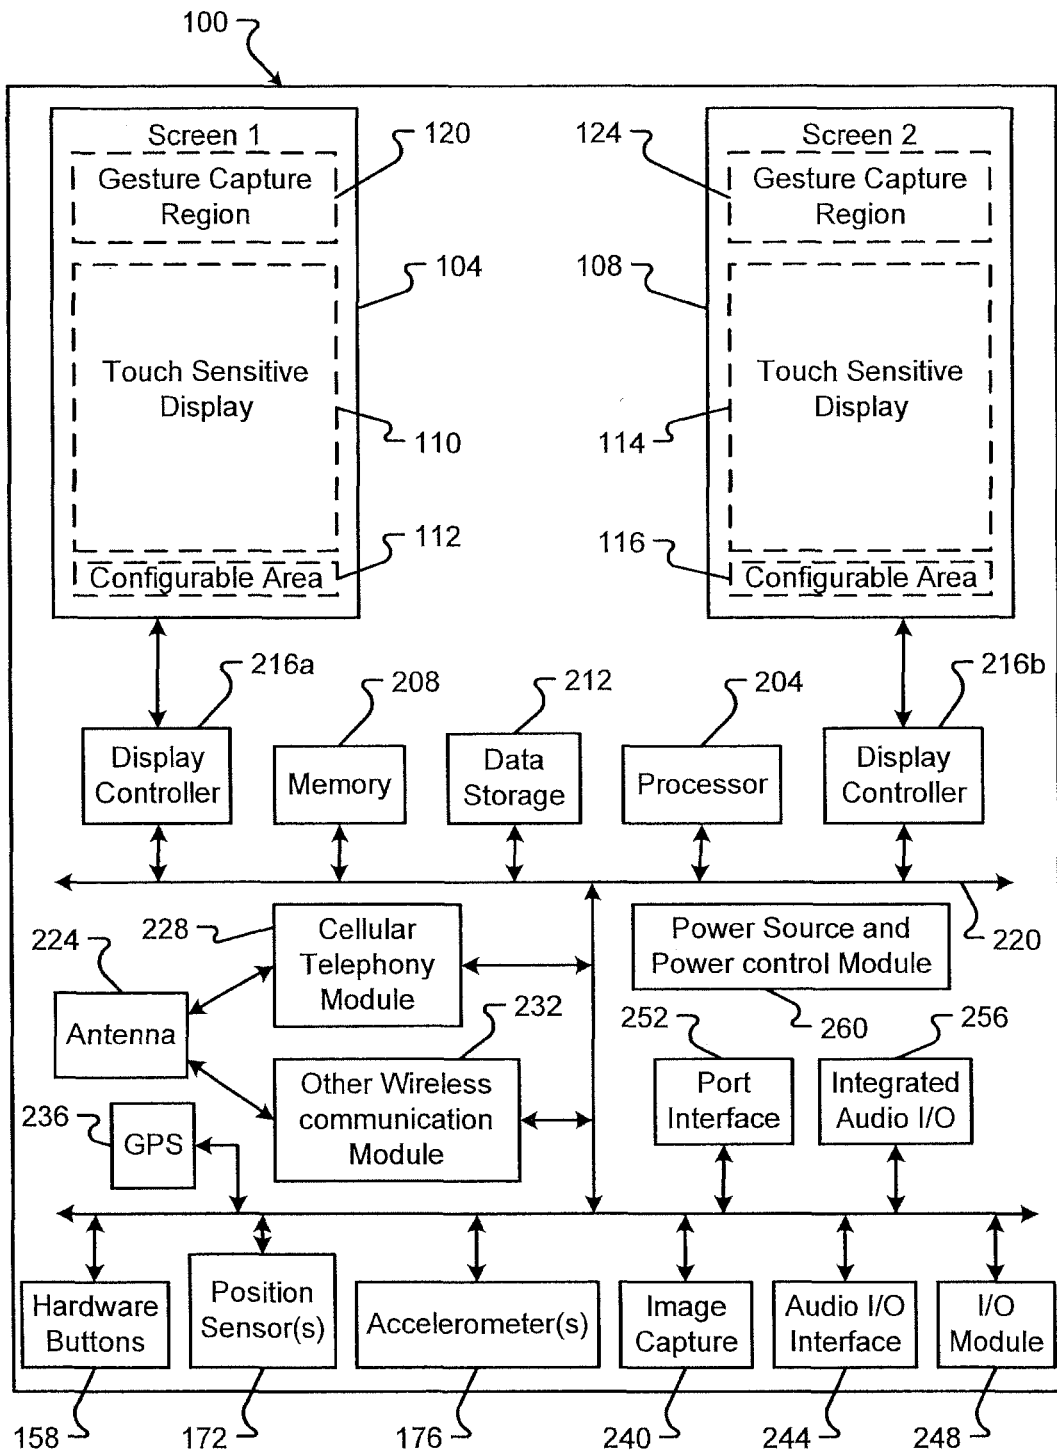 100
Screen 1
120
124
Screen 2
Gesture Capture
Region
Gesture Capture
Region
104
108
Touch Sensitive
Display
Touch Sensitive
Display
110
114
112
116
Configurable Area
Configurable Area
216a
208
212
204
216b
Display
Controller
Memory
Data
Storage
Processor
Display
Controller
228
Cellular
Telephony
Module
Power Source and
Power control Module
220
224
Antenna
232
252
260
256
Other Wireless
communication
Module
Port
Interface
Integrated
Audio I/O
236
GPS
Hardware
Buttons
Position
Sensor(s)
Accelerometer(s)
Image
Capture
Audio I/O
Interface
I/O
Module
158
172
176
240
244
248